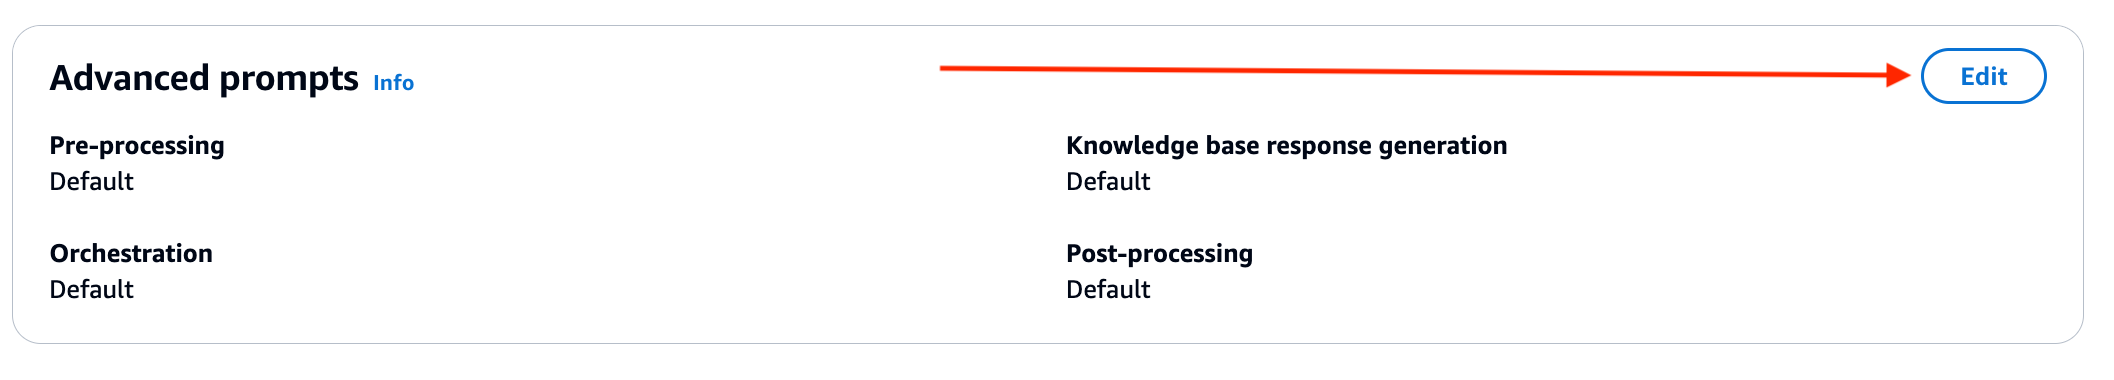 Advanced prompts Info
Edit
Pre-processing
Default
Knowledge base response generation
Default
Orchestration
Default
Post-processing
Default